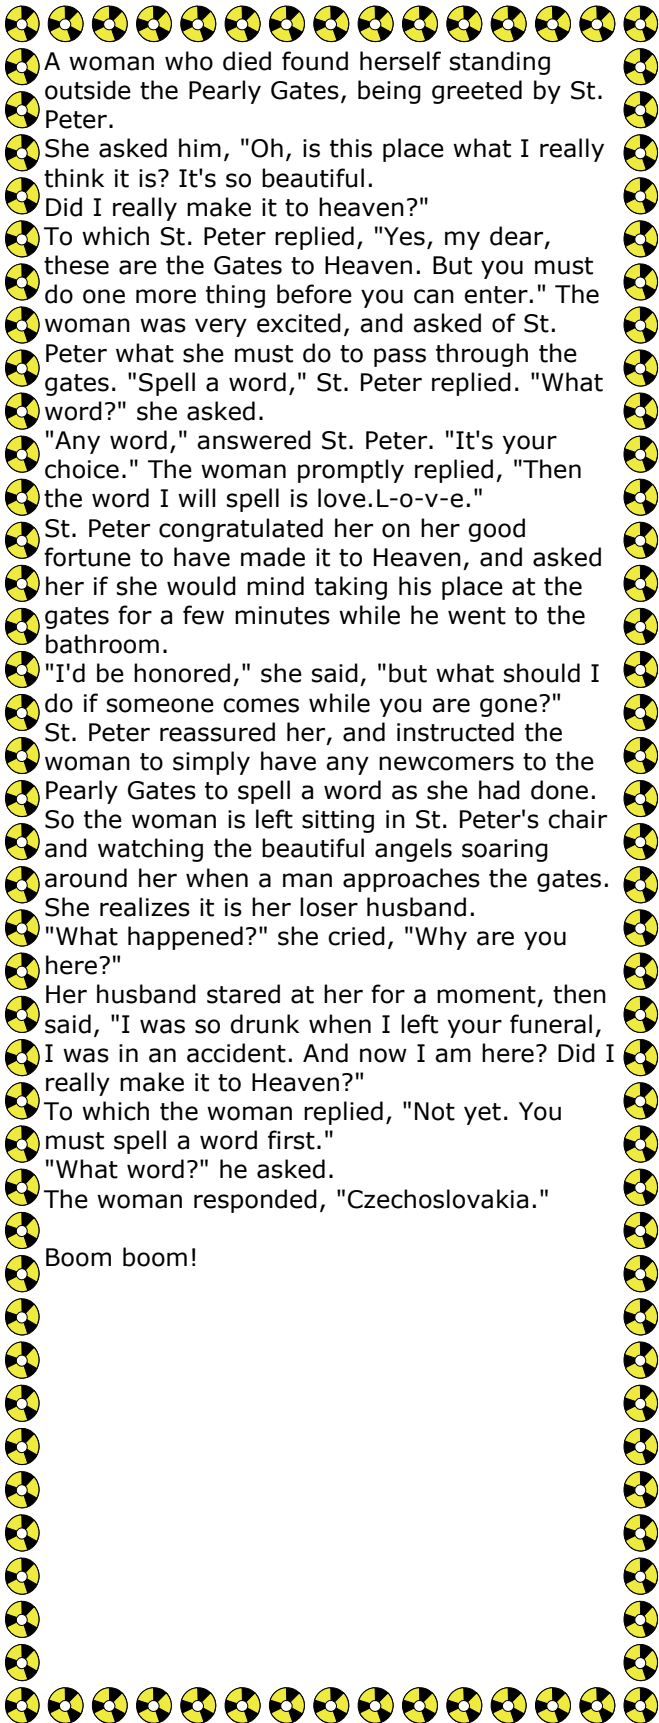 A woman who died found herself standing
outside the Pearly Gates, being greeted by St.
Peter.
She asked him, "Oh, is this place what I really
think it is? It's so beautiful.
Did I really make it to heaven?"
To which St. Peter replied, "Yes, my dear,
these are the Gates to Heaven. But you must
do one more thing before you can enter." The
woman was very excited, and asked of St.
Peter what she must do to pass through the
gates. "Spell a word," St. Peter replied. "What
word?" she asked.
"Any word," answered St. Peter. "It's your
choice." The woman promptly replied, "Then
the word I will spell is love.L-o-v-e."
St. Peter congratulated her on her good
fortune to have made it to Heaven, and asked
her if she would mind taking his place at the
gates for a few minutes while he went to the
bathroom.
"I'd be honored," she said, "but what should I
do if someone comes while you are gone?"
St. Peter reassured her, and instructed the
woman to simply have any newcomers to the
Pearly Gates to spell a word as she had done.
So the woman is left sitting in St. Peter's chair
and watching the beautiful angels soaring
around her when a man approaches the gates.
She realizes it is her loser husband.
"What happened?" she cried, "Why are you
here?"
Her husband stared at her for a moment, then
said, "I was so drunk when I left your funeral,
I was in an accident. And now I am here? Did I
really make it to Heaven?"
To which the woman replied, "Not yet. You
must spell a word first."
"What word?" he asked.
The woman responded, "Czechoslovakia."
Boom boom!